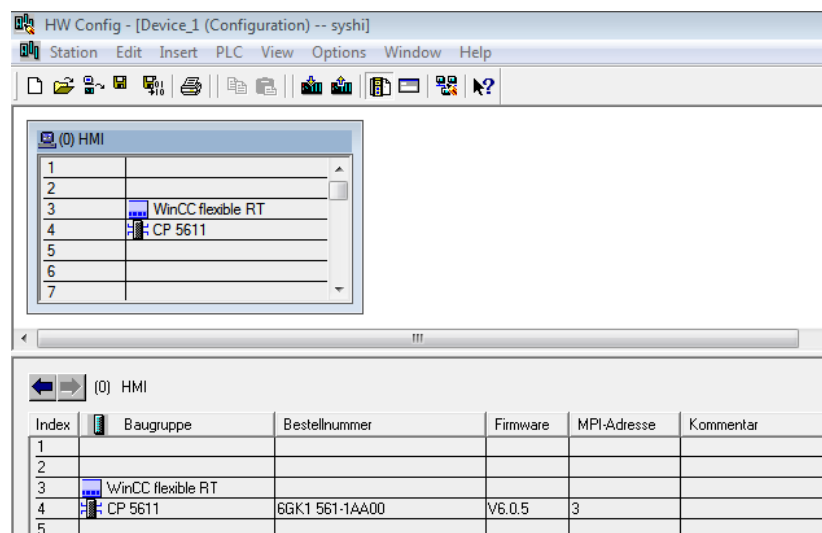 HW Config - [Device_1 (Configuration) -- syshi]
Station Edit Insert PLC View Options Window Help
(0) HMI
1
2
3 WinCC flexible RT
4 CP 5611
5
6
7
(0) HMI
Index Baugruppe Bestellnummer Firmware MPI-Adresse Kommentar
1
2
3 WinCC flexible RT
4 CP 5611 6GK1 561-1AA00 V6.0.5 3
5